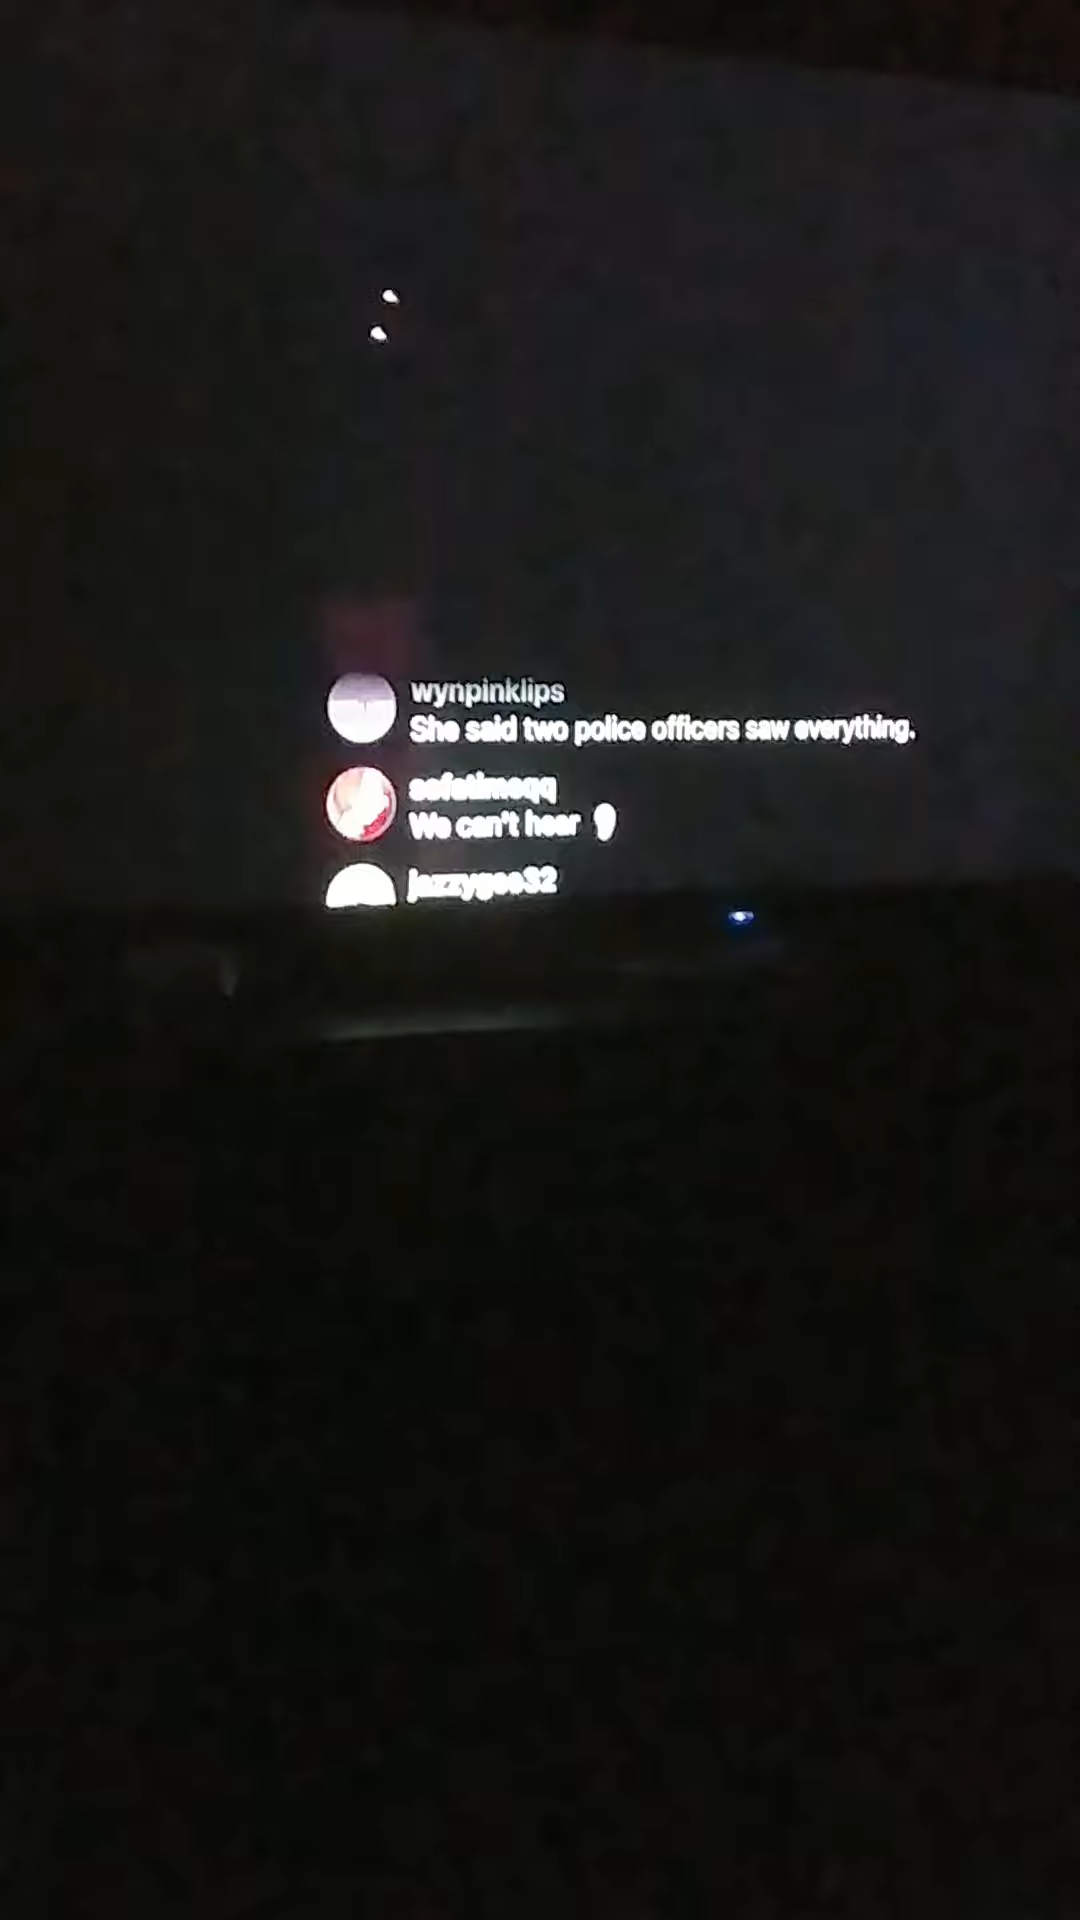 wynpinklips
She said two police officers saw everything.
We can't hear 👂